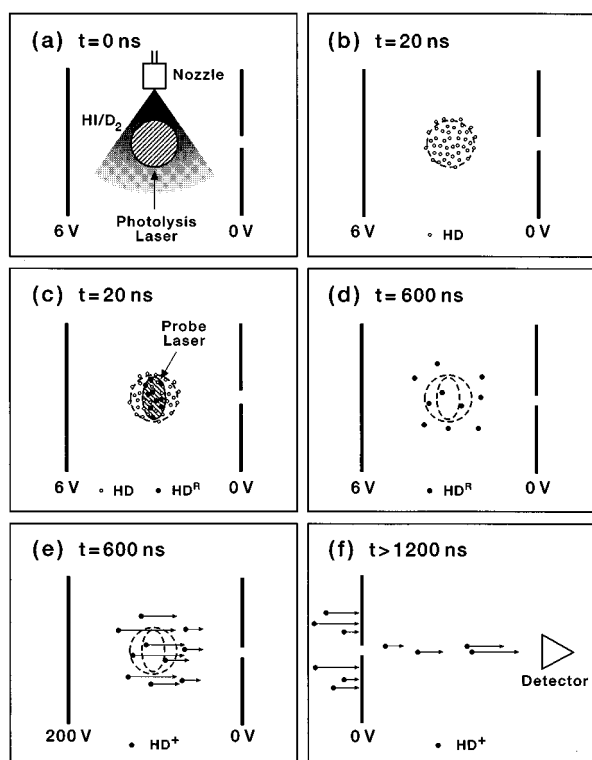 (a) t=0 ns
Nozzle
HI/D₂
Photolysis
Laser
6 V 0 V
(b) t=20 ns
6 V 0 V
HD
(c) t=20 ns
Probe
Laser
6 V HD HDᴿ 0 V
(d) t=600 ns
6 V HDᴿ 0 V
(e) t=600 ns
200 V 0 V
HD⁺
(f) t>1200 ns
Detector
0 V
HD⁺